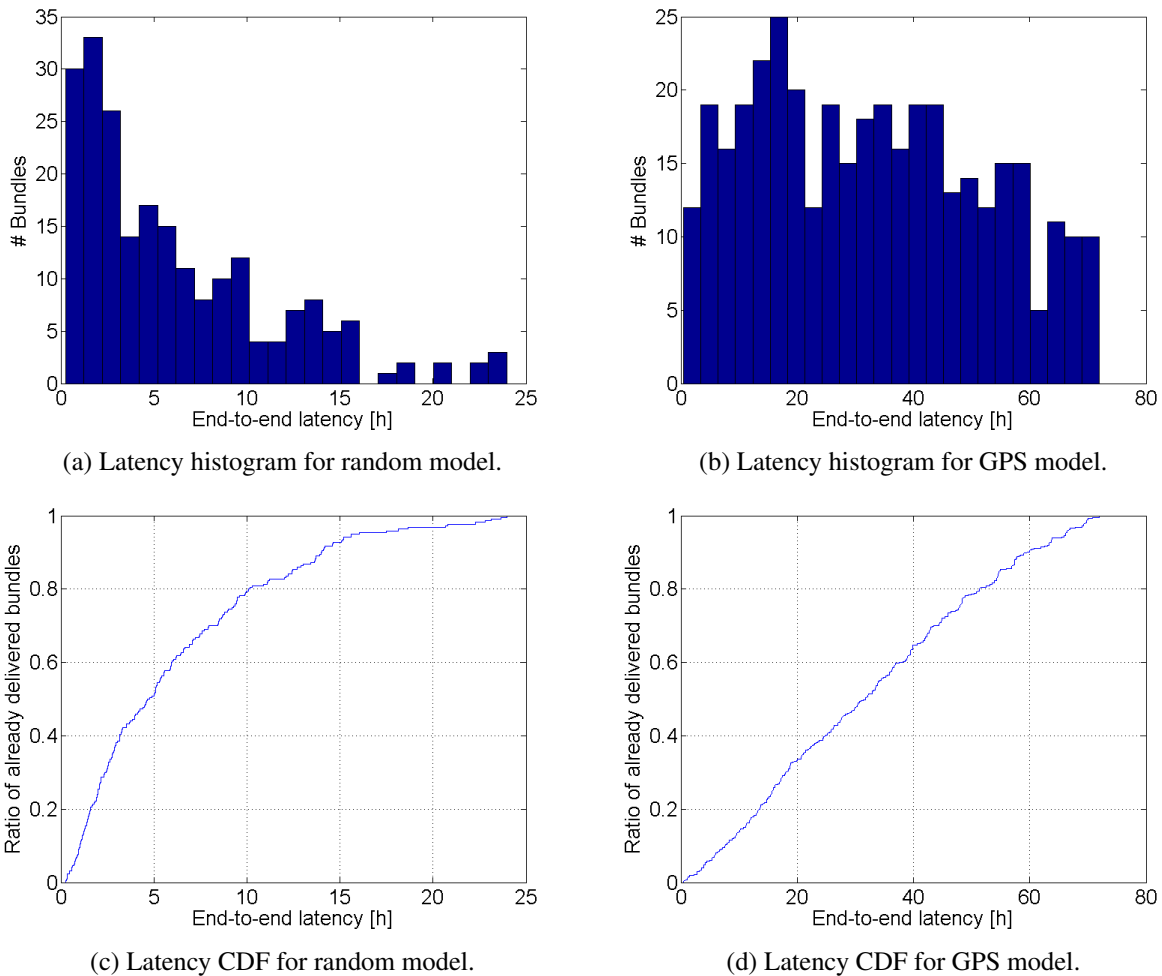 35
30
25
20
15
10
5
0
# Bundles
0 5 10 15 20 25
End-to-end latency [h]
(a) Latency histogram for random model.
25
20
15
10
5
0
# Bundles
0 20 40 60 80
End-to-end latency [h]
(b) Latency histogram for GPS model.
1
0.8
0.6
0.4
0.2
0
Ratio of already delivered bundles
0 5 10 15 20 25
End-to-end latency [h]
(c) Latency CDF for random model.
1
0.8
0.6
0.4
0.2
0
Ratio of already delivered bundles
0 20 40 60 80
End-to-end latency [h]
(d) Latency CDF for GPS model.